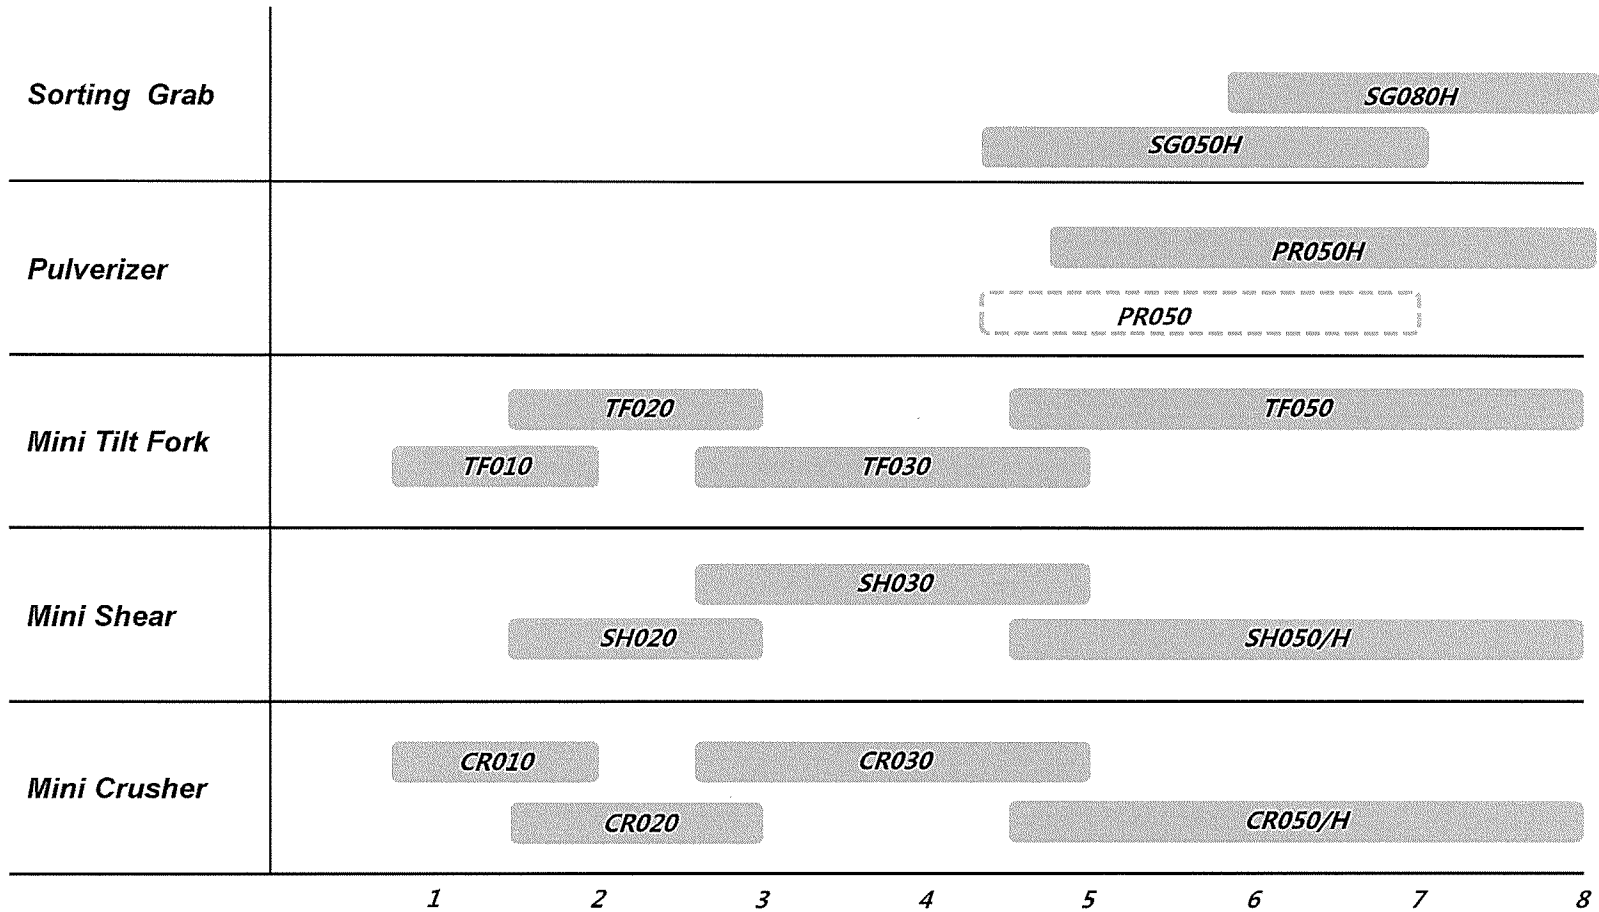 SG080H
Sorting Grab
SG050H
PR050H
Pulverizer
PR050
TF020
TF050
Mini Tilt Fork
TF010
TF030
SH030
Mini Shear
SH020
SH050/H
CR010
CR030
Mini Crusher
CR020
CR050/H
1 2 3 4 5 6 7 8